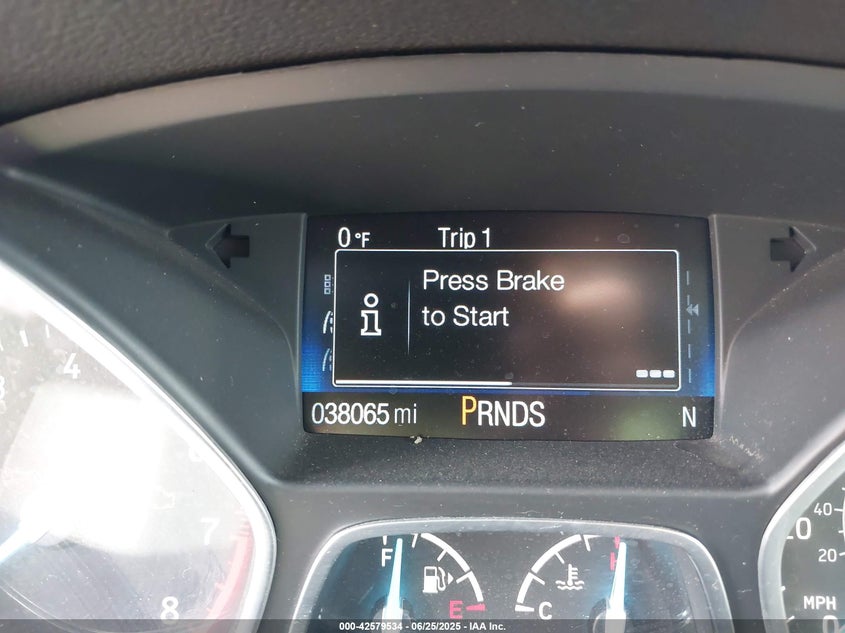 0 °F Trip 1
Press Brake
to Start
038065 mi PRNDS N
4
7
8
F
E
C
H
40
20
MPH
000-42579534 - 06/25/2025 - IAA Inc.